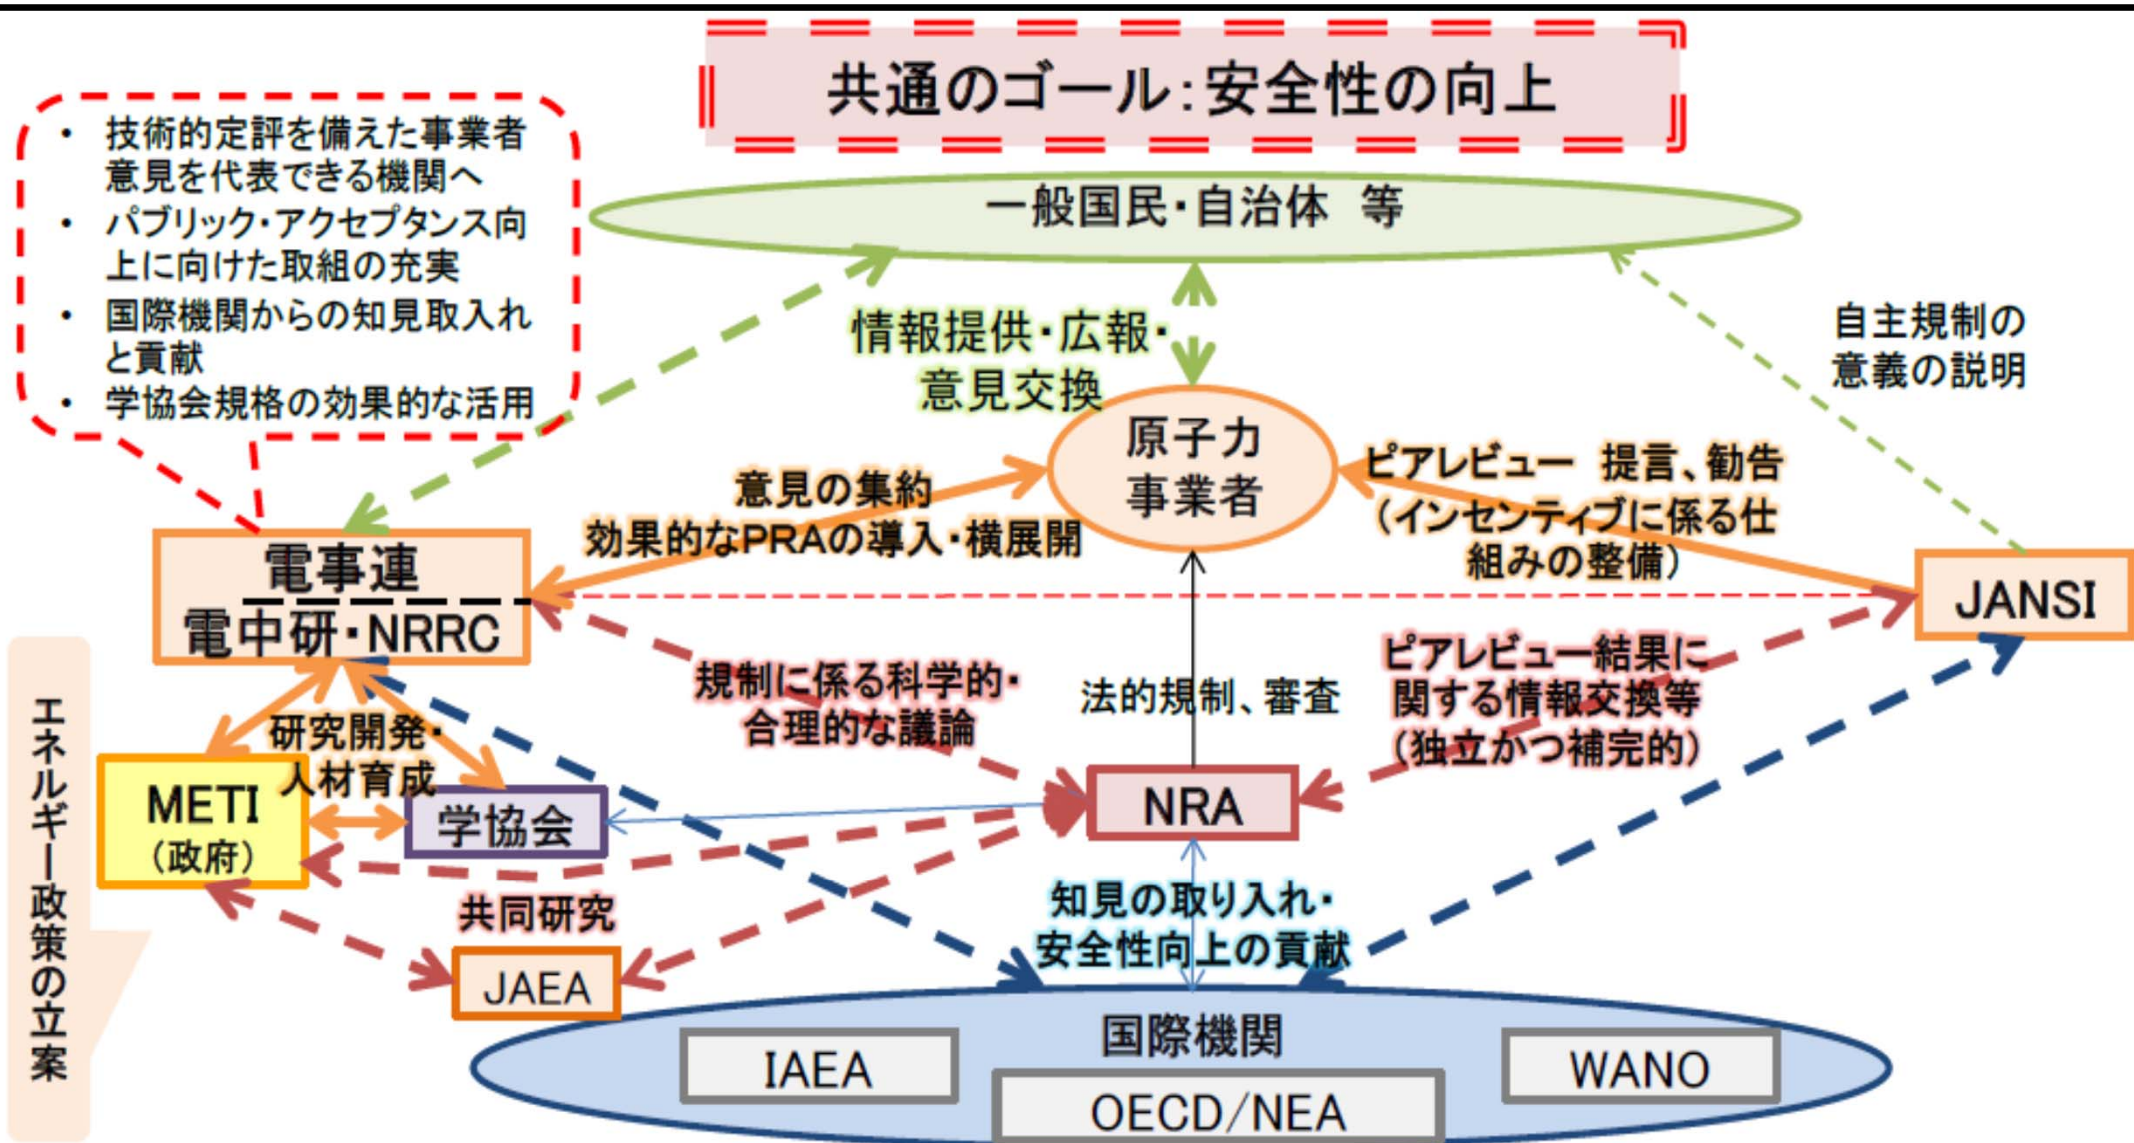 共通のゴール：安全性の向上
・ 技術的定評を備えた事業者
意見を代表できる機関へ
・ パブリック・アクセプタンス向
上に向けた取組の充実
・ 国際機関からの知見取入れ
と貢献
・ 学協会規格の効果的な活用
一般国民・自治体　等
情報提供・広報・
意見交換
自主規制の
意義の説明
原子力
事業者
意見の集約
効果的なPRAの導入・横展開
ピアレビュー　提言、勧告
（インセンティブに係る仕
組みの整備）
電事連
電中研・NRRC
JANSI
規制に係る科学的・
合理的な議論
法的規制、審査
ピアレビュー結果に
関する情報交換等
（独立かつ補完的）
エネルギー政策の立案
研究開発・
人材育成
METI
（政府）
学協会
NRA
共同研究
知見の取り入れ・
安全性向上の貢献
JAEA
国際機関
IAEA
OECD/NEA
WANO